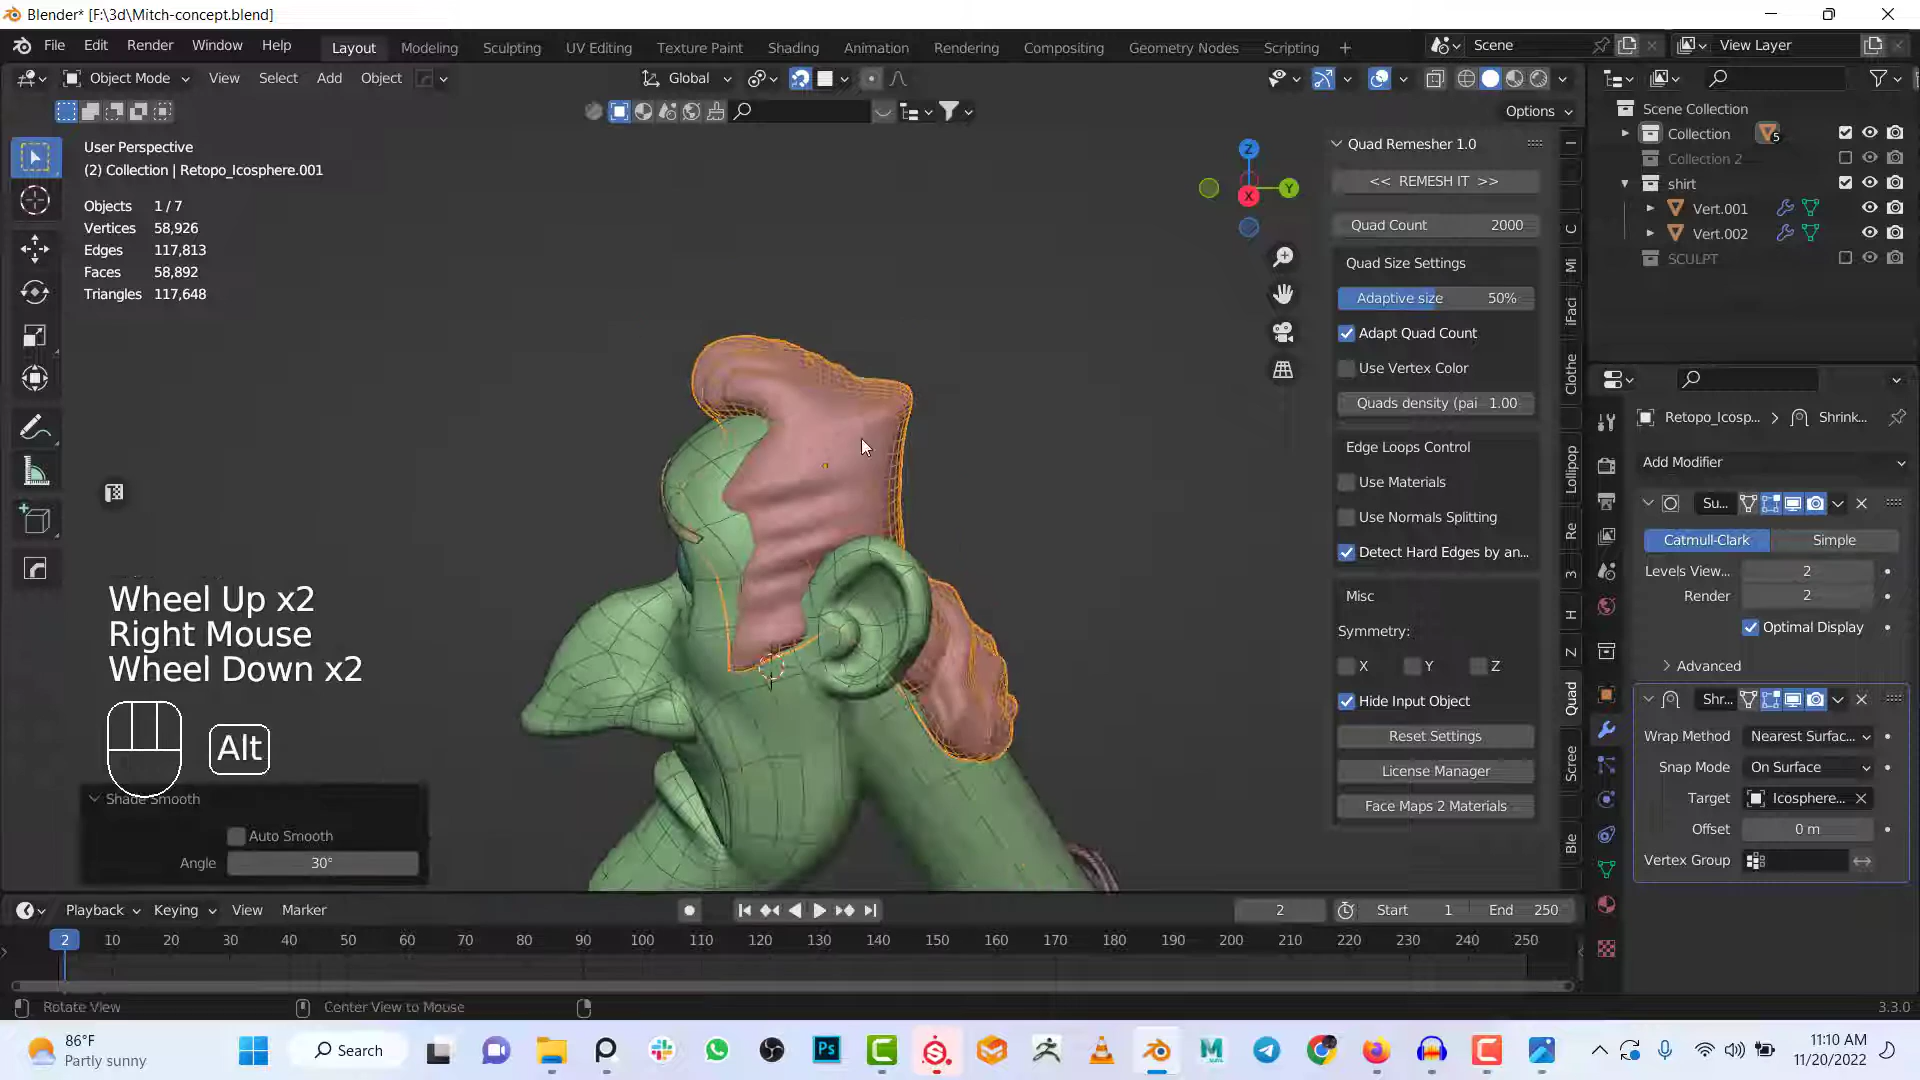 Blender* [F:\3d\Mitch-concept.blend]
File Edit Render Window Help Layout Modeling Sculpting UV Editing Texture Paint Shading Animation Rendering Compositing Geometry Nodes Scripting + Scene View Layer
Object Mode View Select Add Object Global
Options
User Perspective
(2) Collection | Retopo_Icosphere.001
Objects 1 / 7
Vertices 58,926
Edges 117,813
Faces 58,892
Triangles 117,648
Z
Y
X
Quad Remesher 1.0
<< REMESH IT >>
Quad Count 2000
Quad Size Settings
Adaptive size 50%
Adapt Quad Count
Use Vertex Color
Quads density (pai 1.00
Edge Loops Control
Use Materials
Use Normals Splitting
Detect Hard Edges by an...
Misc
Symmetry:
X Y Z
Hide Input Object
Reset Settings
License Manager
Face Maps 2 Materials
C
Mi
iFaci
Clothe
Lollipop
Re
3
H
Z
Quad
Scree
Ble
Scene Collection
Collection 5
Collection 2
shirt
Vert.001
Vert.002
SCULPT
Retopo_Icosp... > Shrink...
Add Modifier
Su...
Catmull-Clark Simple
Levels View... 2
Render 2
Optimal Display
Advanced
Shr...
Wrap Method Nearest Surfac...
Snap Mode On Surface
Target Icosphere...
Offset 0 m
Vertex Group
Wheel Up x2
Right Mouse
Wheel Down x2
Alt
Shade Smooth
Auto Smooth
Angle 30°
Playback Keying View Marker 2 Start 1 End 250
2 10 20 30 40 50 60 70 80 90 100 110 120 130 140 150 160 170 180 190 200 210 220 230 240 250
Rotate View Center View to Mouse 3.3.0
86°F
Partly sunny
Search
Ps
11:10 AM
11/20/2022